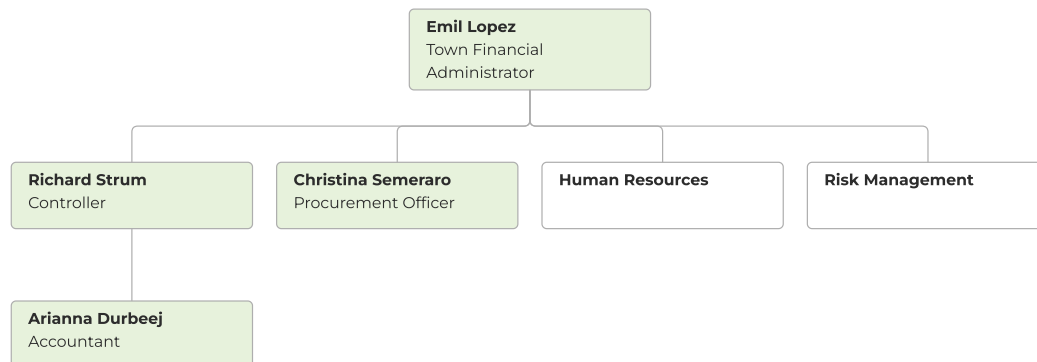 Emil Lopez
Town Financial
Administrator
Richard Strum
Controller
Christina Semeraro
Procurement Officer
Human Resources
Risk Management
Arianna Durbeej
Accountant